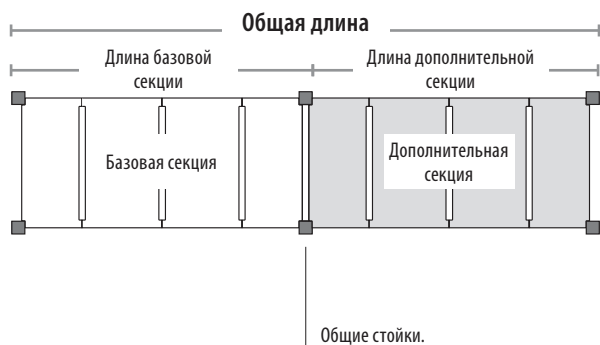 Общая длина
Длина базовой
секции
Длина дополнительной
секции
Базовая секция
Дополнительная
секция
Общие стойки.